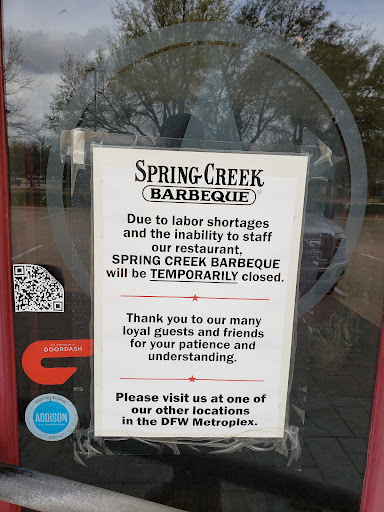 SPRING CREEK
BARBEQUE
Due to labor shortages
and the inability to staff
our restaurant,
SPRING CREEK BARBEQUE
will be TEMPORARILY closed.
Thank you to our many
loyal guests and friends
for your patience and
understanding.
Please visit us at one of
our other locations
in the DFW Metroplex.
DOORDASH
ADDISON